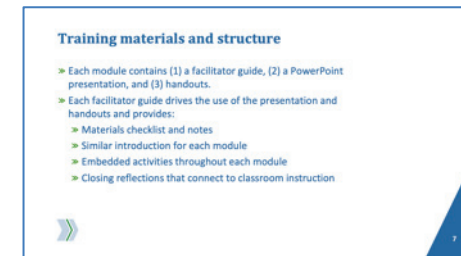 Training materials and structure
» Each module contains (1) a facilitator guide, (2) a PowerPoint
presentation, and (3) handouts.
» Each facilitator guide drives the use of the presentation and
handouts and provides:
» Materials checklist and notes
» Similar introduction for each module
» Embedded activities throughout each module
» Closing reflections that connect to classroom instruction
7